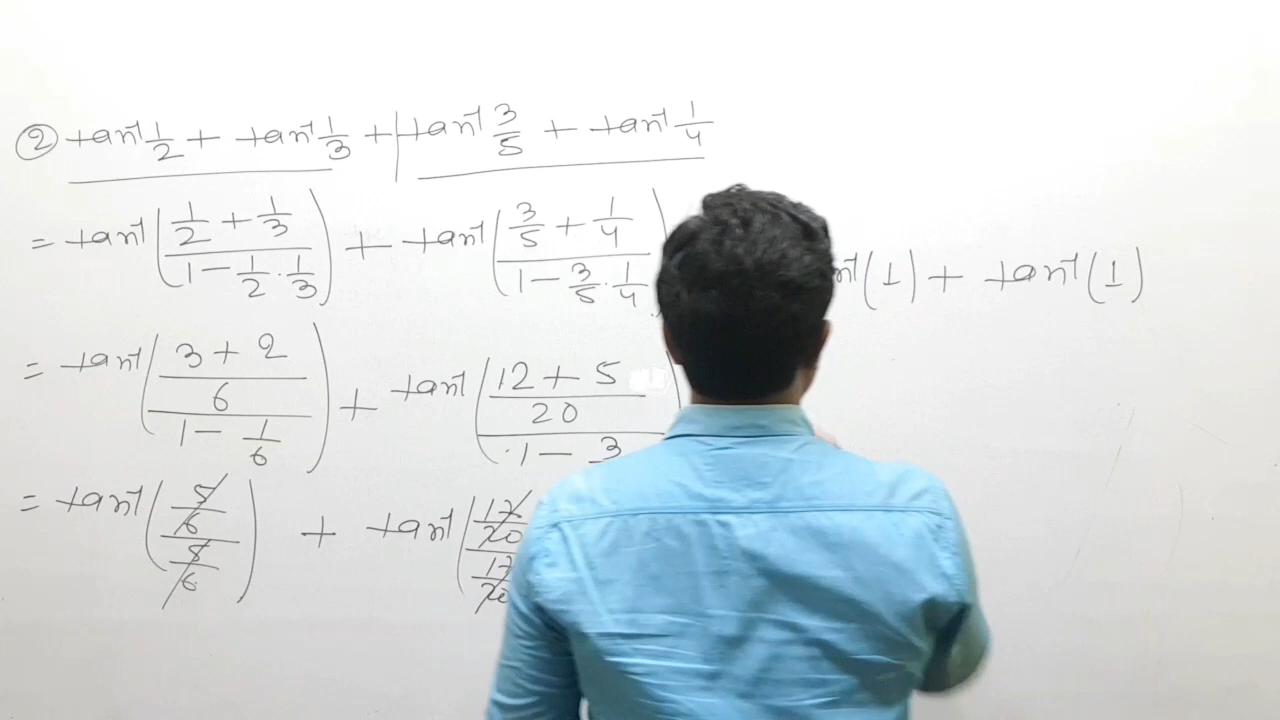 ② tan⁻¹ 1/2 + tan⁻¹ 1/3 + tan⁻¹ 3/5 + tan⁻¹ 1/4
= tan⁻¹ ( (1/2 + 1/3) / (1 - 1/2 · 1/3) ) + tan⁻¹ ( (3/5 + 1/4) / (1 - 3/5 · 1/4) )
= tan⁻¹ ( ((3 + 2)/6) / (1 - 1/6) ) + tan⁻¹ ( ((12 + 5)/20) / (1 - 3
= tan⁻¹ ( (5/6) / (5/6) ) + tan⁻¹ ( (17/20) / (17/20)
(1) + tan⁻¹ (1)